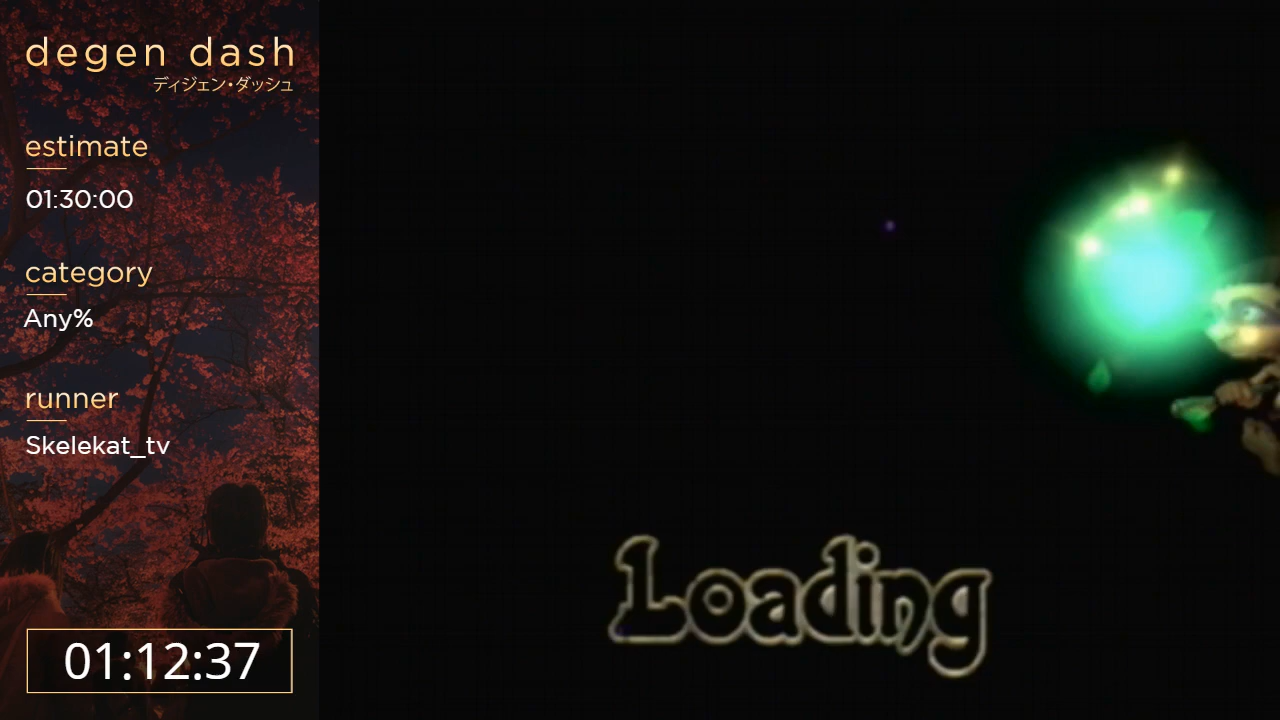 degen dash
ディジェン・ダッシュ
estimate
01:30:00
category
Any%
runner
Skelekat_tv
01:12:37
Loading